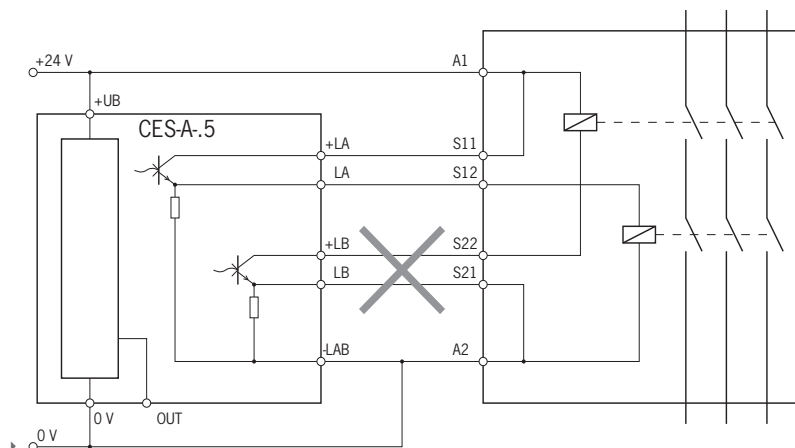 +24 V
A1
+UB
CES-A-.5
+LA
S11
LA
S12
+LB
S22
LB
S21
-LAB
A2
0 V
OUT
0 V